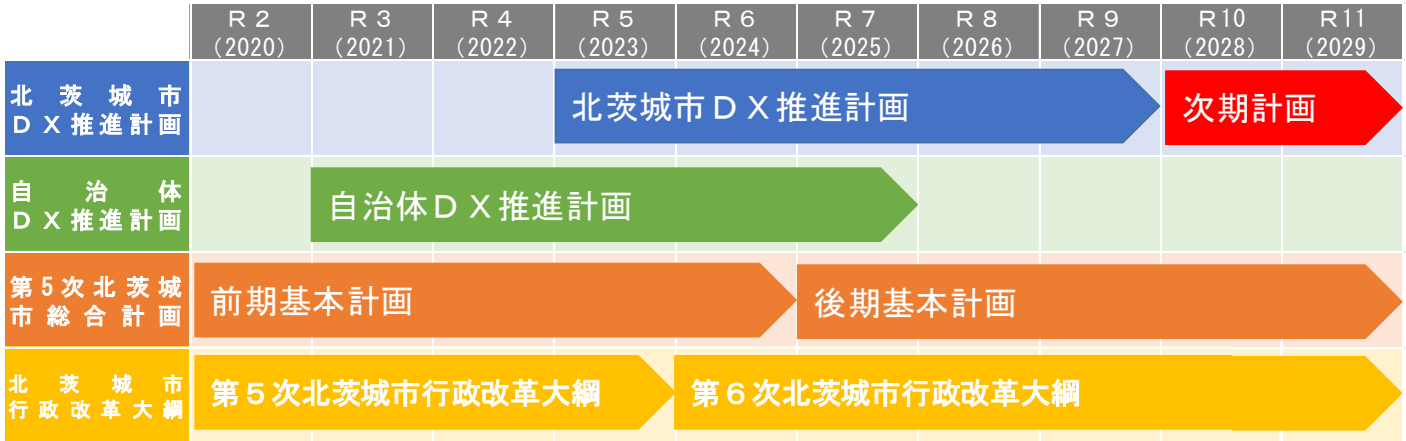 R2 R3 R4 R5 R6 R7 R8 R9 R10 R11
(2020) (2021) (2022) (2023) (2024) (2025) (2026) (2027) (2028) (2029)
北茨城市
DX推進計画
北茨城市DX推進計画
次期計画
自治体
DX推進計画
自治体DX推進計画
第5次北茨城
市総合計画
前期基本計画
後期基本計画
北茨城市
行政改革大綱
第5次北茨城市行政改革大綱
第6次北茨城市行政改革大綱